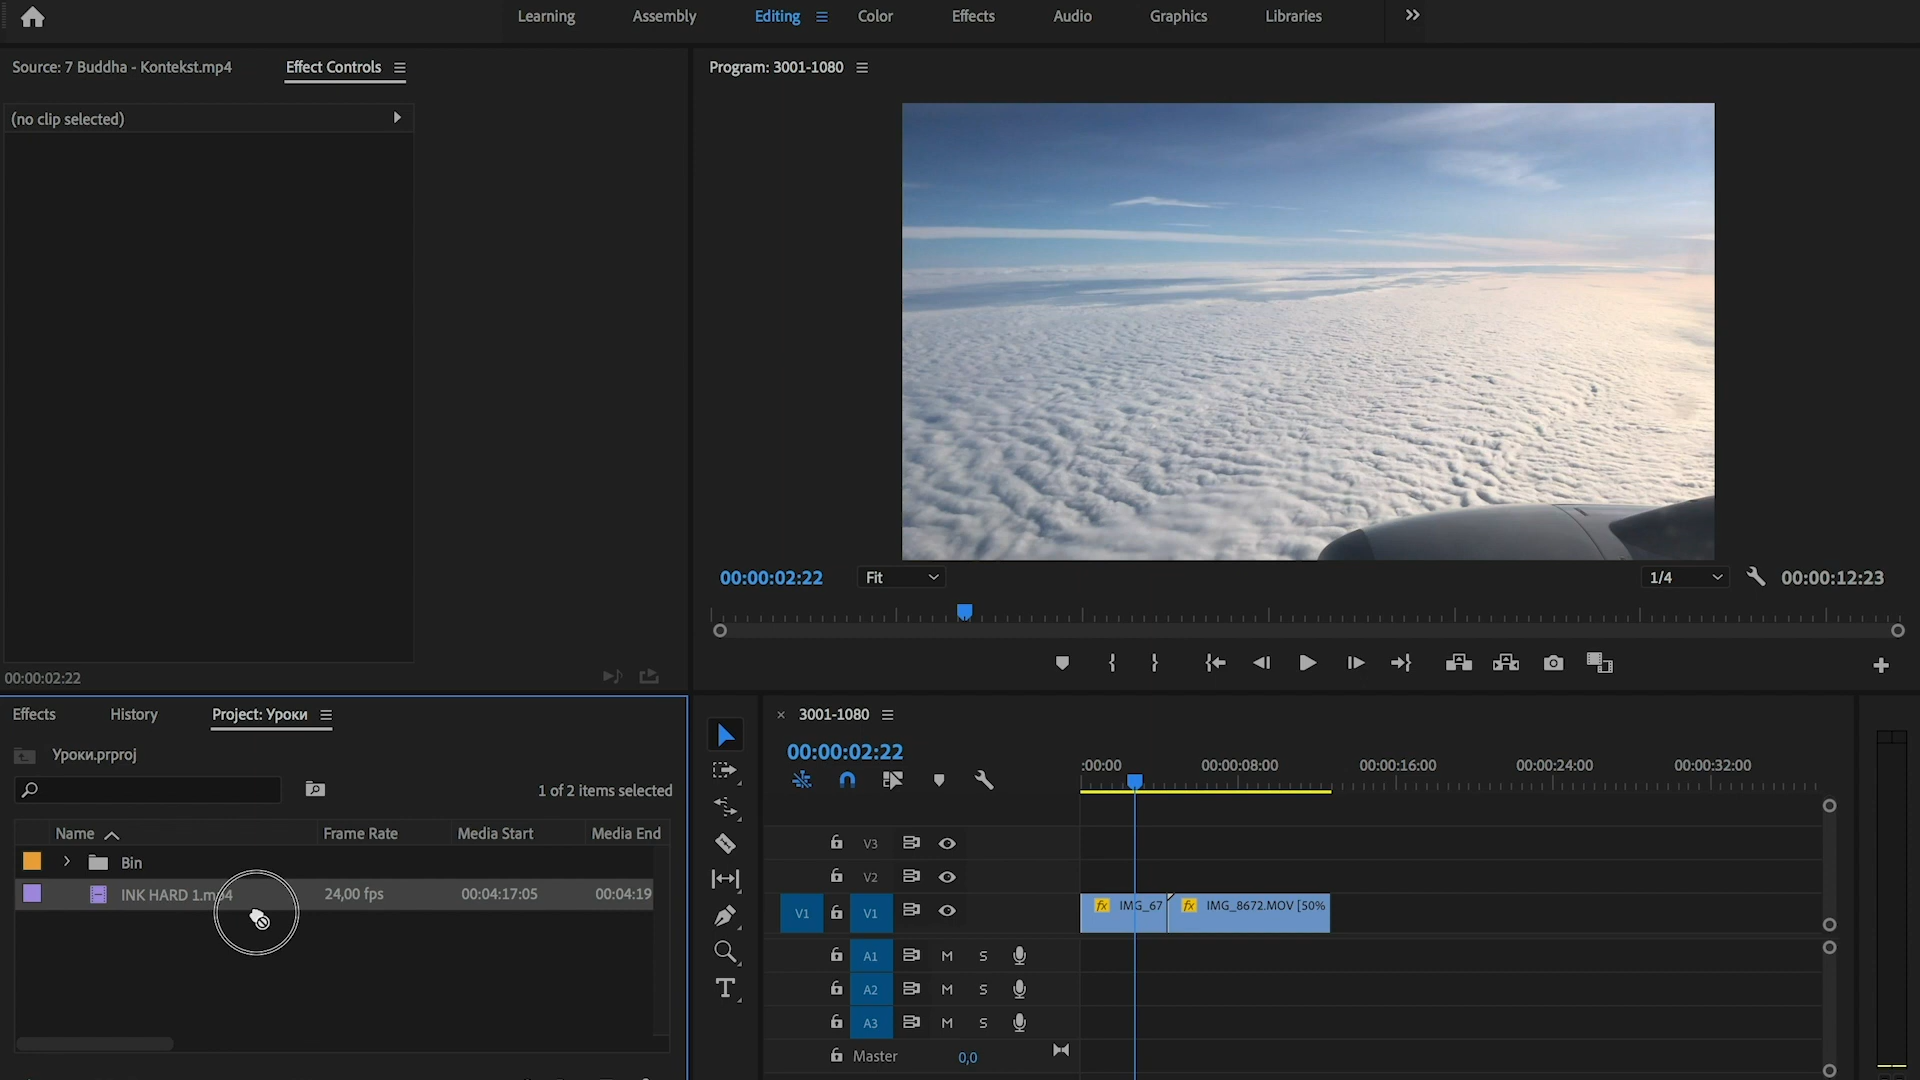 Learning Assembly Editing Color Effects Audio Graphics Libraries
Source: 7 Buddha - Kontekst.mp4 Effect Controls
Program: 3001-1080
(no clip selected)
00:00:02:22 Fit 1/4 00:00:12:23
00:00:02:22
Effects History Project: Уроки
3001-1080
Уроки.prproj
00:00:02:22
1 of 2 items selected
:00:00 00:00:08:00 00:00:16:00 00:00:24:00 00:00:32:00
Name Frame Rate Media Start Media End
Bin
INK HARD 1.mp4 24,00 fps 00:04:17:05 00:04:19
V3
V2
V1 V1 fx IMG_67 fx IMG_8672.MOV [50%
A1 M S
A2 M S
A3 M S
Master 0,0